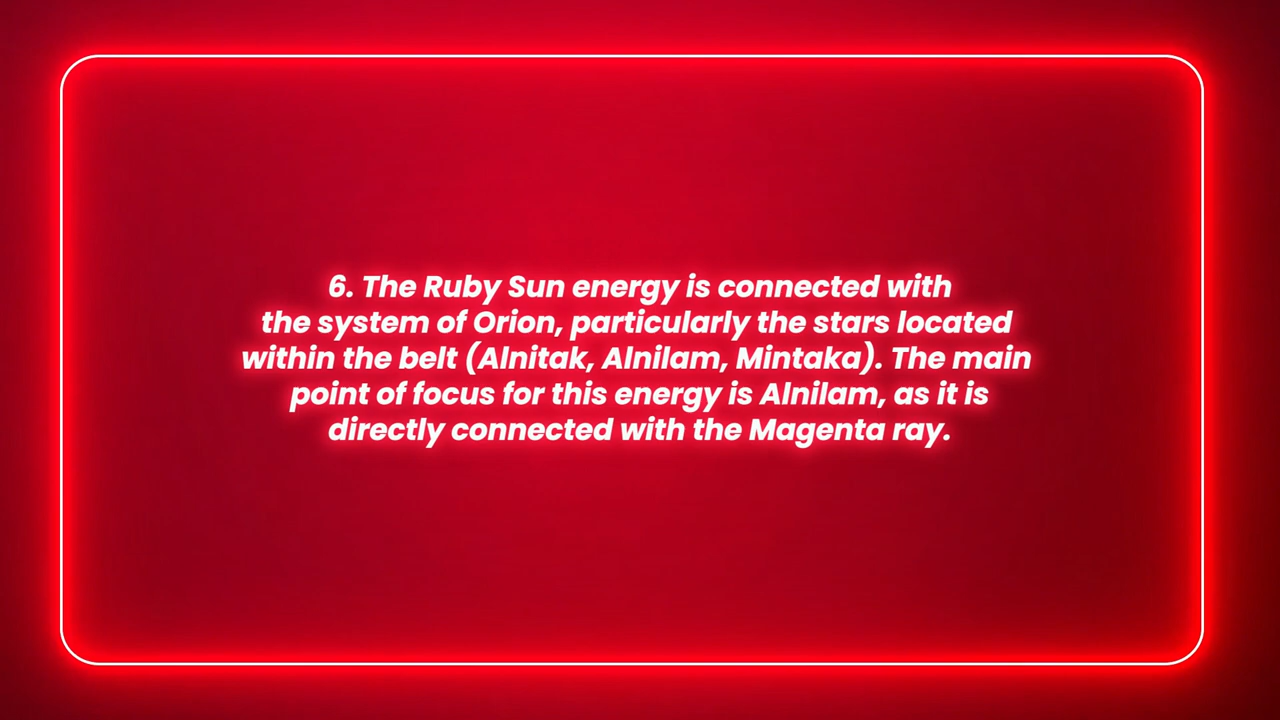 6. The Ruby Sun energy is connected with
the system of Orion, particularly the stars located
within the belt (Alnitak, Alnilam, Mintaka). The main
point of focus for this energy is Alnilam, as it is
directly connected with the Magenta ray.